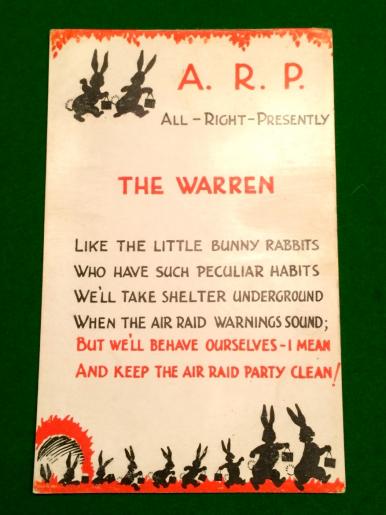 A. R. P.
ALL-RIGHT-PRESENTLY
THE WARREN
LIKE THE LITTLE BUNNY RABBITS
WHO HAVE SUCH PECULIAR HABITS
WE'LL TAKE SHELTER UNDERGROUND
WHEN THE AIR RAID WARNINGS SOUND;
BUT WE'LL BEHAVE OURSELVES-I MEAN
AND KEEP THE AIR RAID PARTY CLEAN!